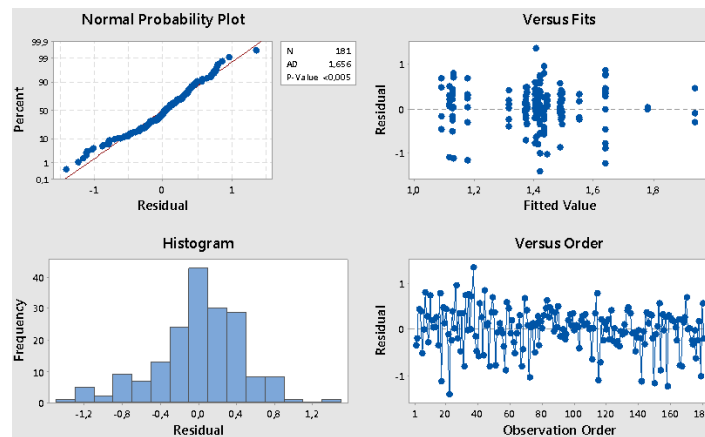 Normal Probability Plot
99,9
99
90
50
10
1
0,1
Percent
-1
0
1
Residual
N 181
AD 1,656
P-Value <0,005
Versus Fits
1
0
-1
Residual
1,0
1,2
1,4
1,6
1,8
Fitted Value
Histogram
40
30
20
10
0
Frequency
-1,2
-0,8
-0,4
0,0
0,4
0,8
1,2
Residual
Versus Order
1
0
-1
Residual
1
20
40
60
80
100
120
140
160
180
Observation Order